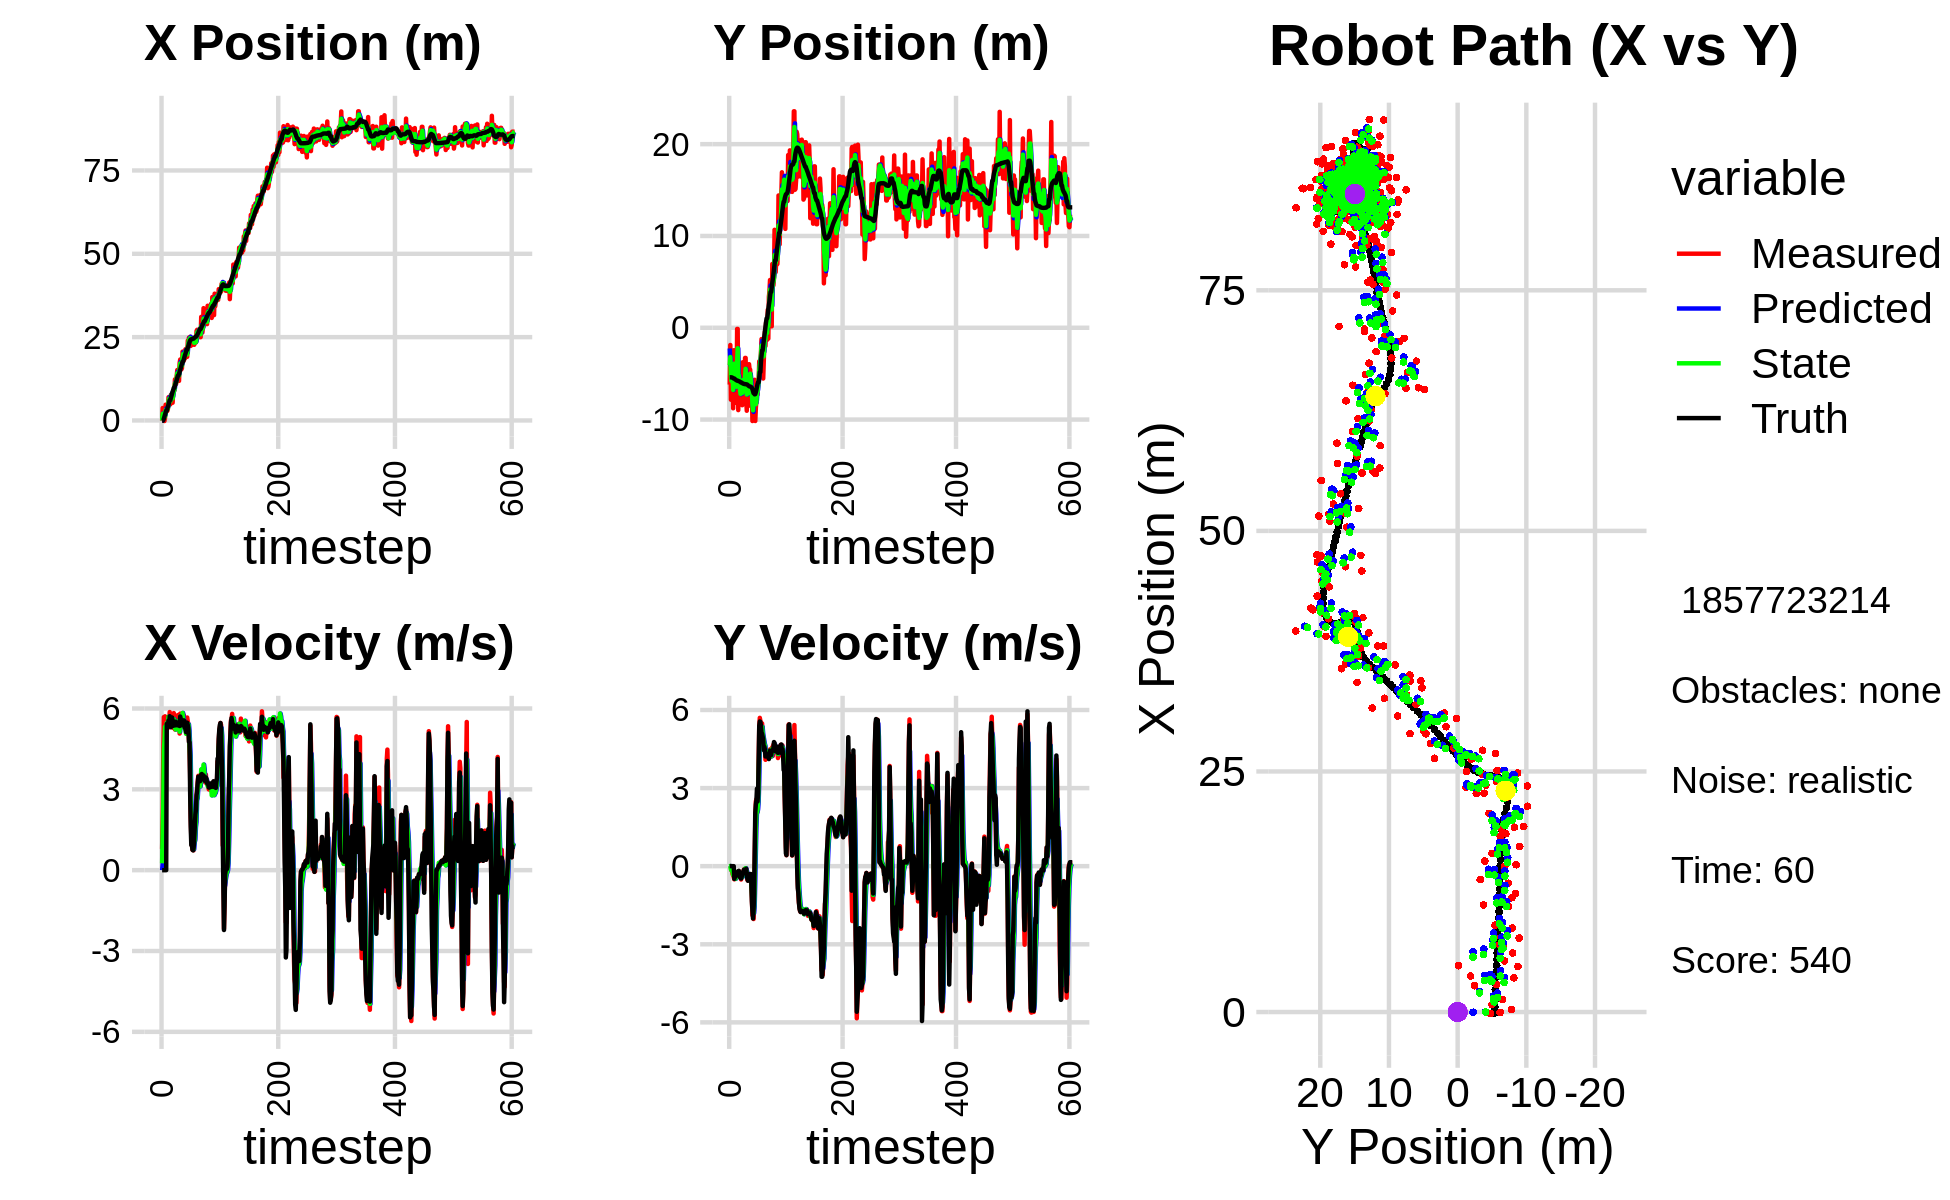 X Position (m)
75
50
25
0
0
200
400
600
timestep
Y Position (m)
20
10
0
-10
0
200
400
600
timestep
X Velocity (m/s)
6
3
0
-3
-6
0
200
400
600
timestep
Y Velocity (m/s)
6
3
0
-3
-6
0
200
400
600
timestep
Robot Path (X vs Y)
X Position (m)
75
50
25
0
20 10 0 -10 -20
Y Position (m)
variable
Measured
Predicted
State
Truth
1857723214
Obstacles: none
Noise: realistic
Time: 60
Score: 540